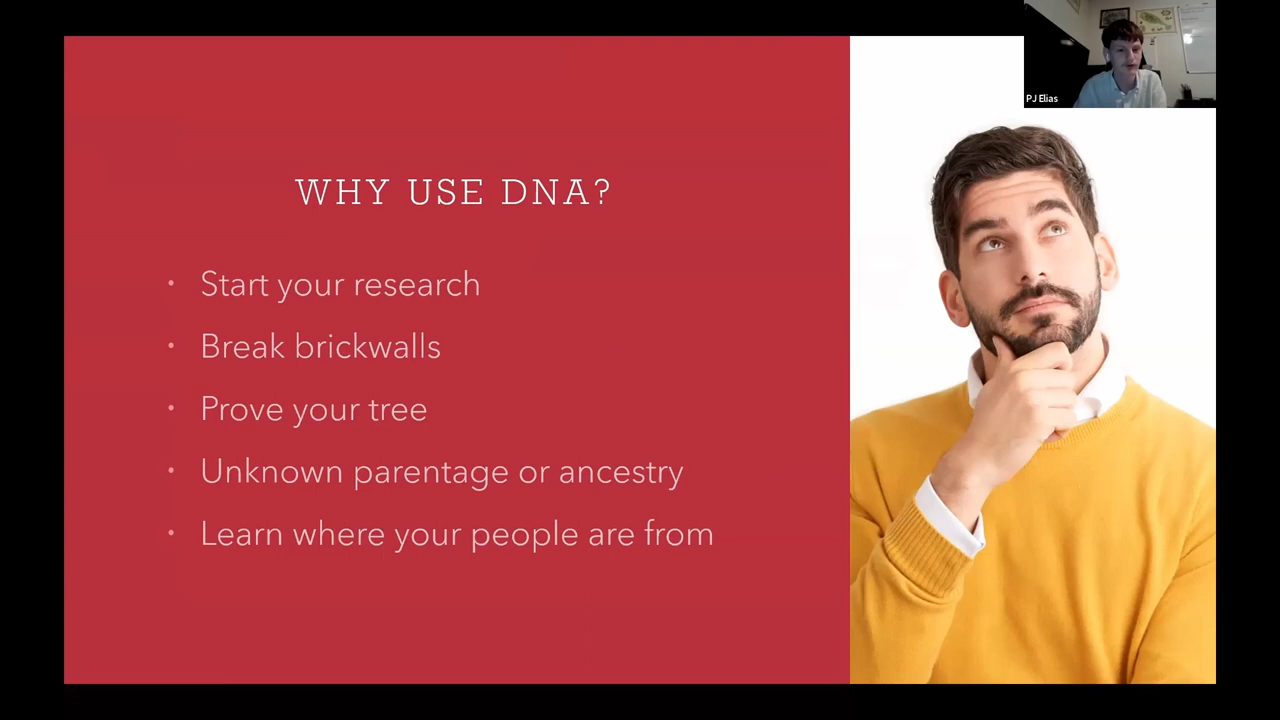 WHY USE DNA?
• Start your research
• Break brickwalls
• Prove your tree
• Unknown parentage or ancestry
• Learn where your people are from
PJ Elias